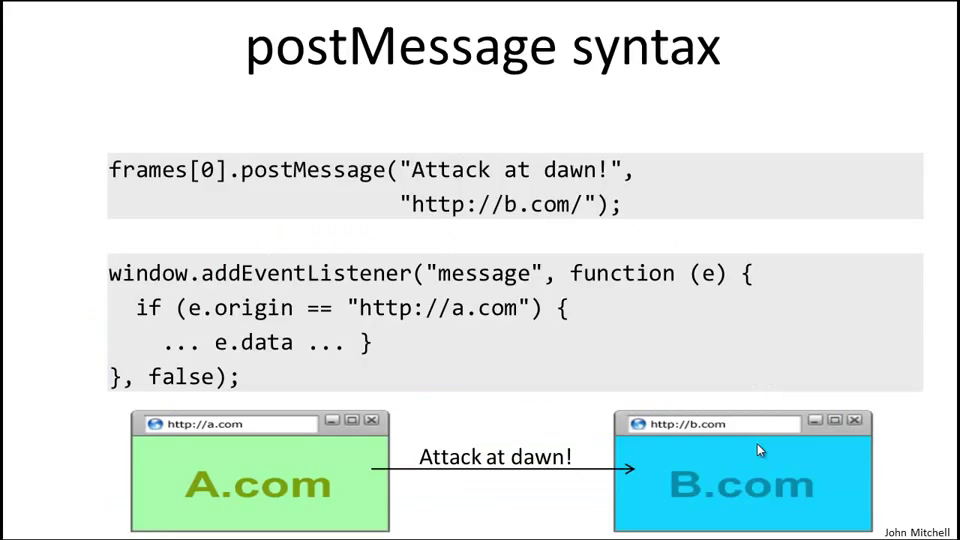 postMessage syntax
frames[0].postMessage("Attack at dawn!",
"http://b.com/");
window.addEventListener("message", function (e) {
if (e.origin == "http://a.com") {
... e.data ... }
}, false);
http://a.com
http://b.com
Attack at dawn!
A.com
B.com
John Mitchell